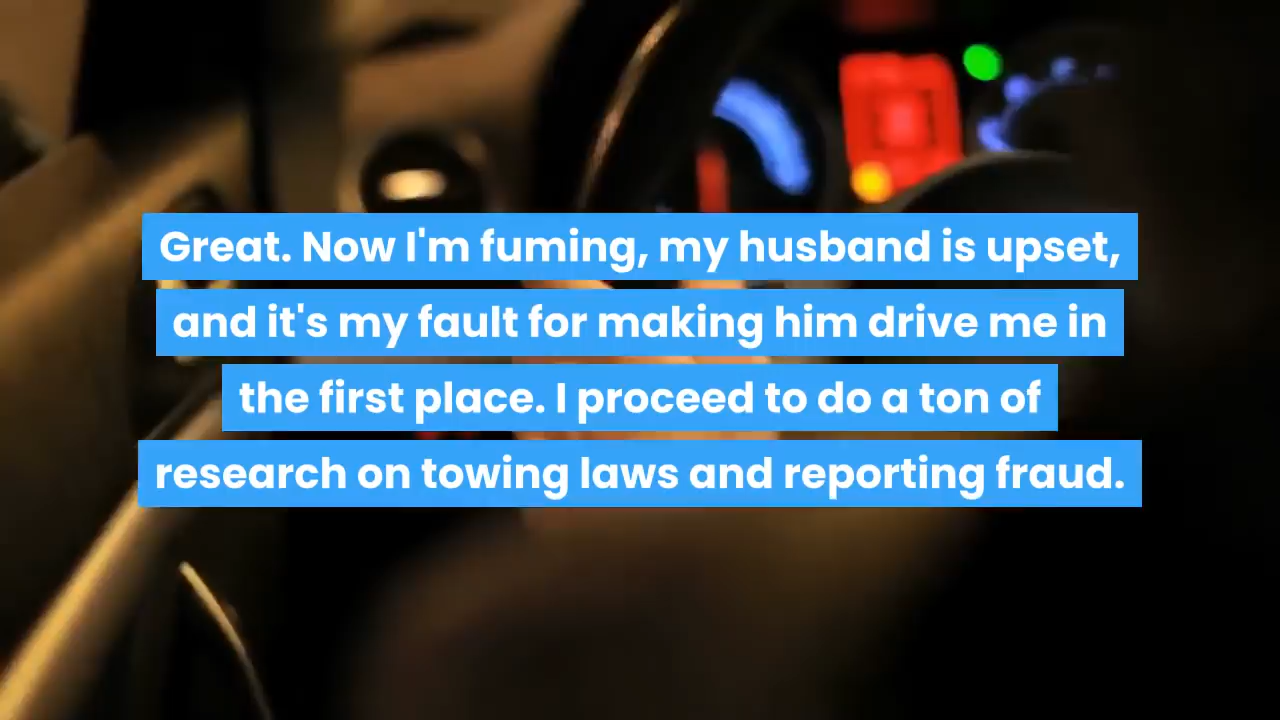 Great. Now I'm fuming, my husband is upset,
and it's my fault for making him drive me in
the first place. I proceed to do a ton of
research on towing laws and reporting fraud.